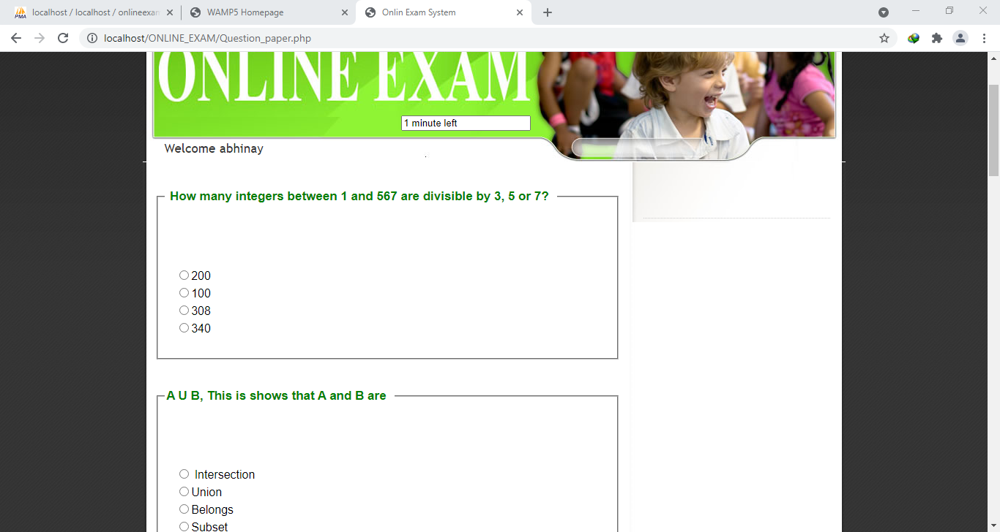 localhost / localhost / onlineexan
WAMP5 Homepage
Onlin Exam System
localhost/ONLINE_EXAM/Question_paper.php
ONLINE EXAM
1 minute left
Welcome abhinay
How many integers between 1 and 567 are divisible by 3, 5 or 7?
200
100
308
340
A U B, This is shows that A and B are
Intersection
Union
Belongs
Subset